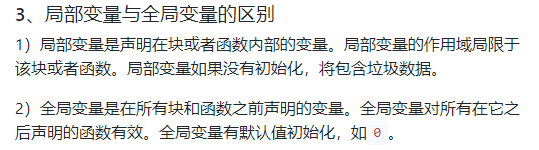 3、局部变量与全局变量的区别
1）局部变量是声明在块或者函数内部的变量。局部变量的作用域局限于
该块或者函数。局部变量如果没有初始化，将包含垃圾数据。
2）全局变量是在所有块和函数之前声明的变量。全局变量对所有在它之
后声明的函数有效。全局变量有默认值初始化，如 0 。